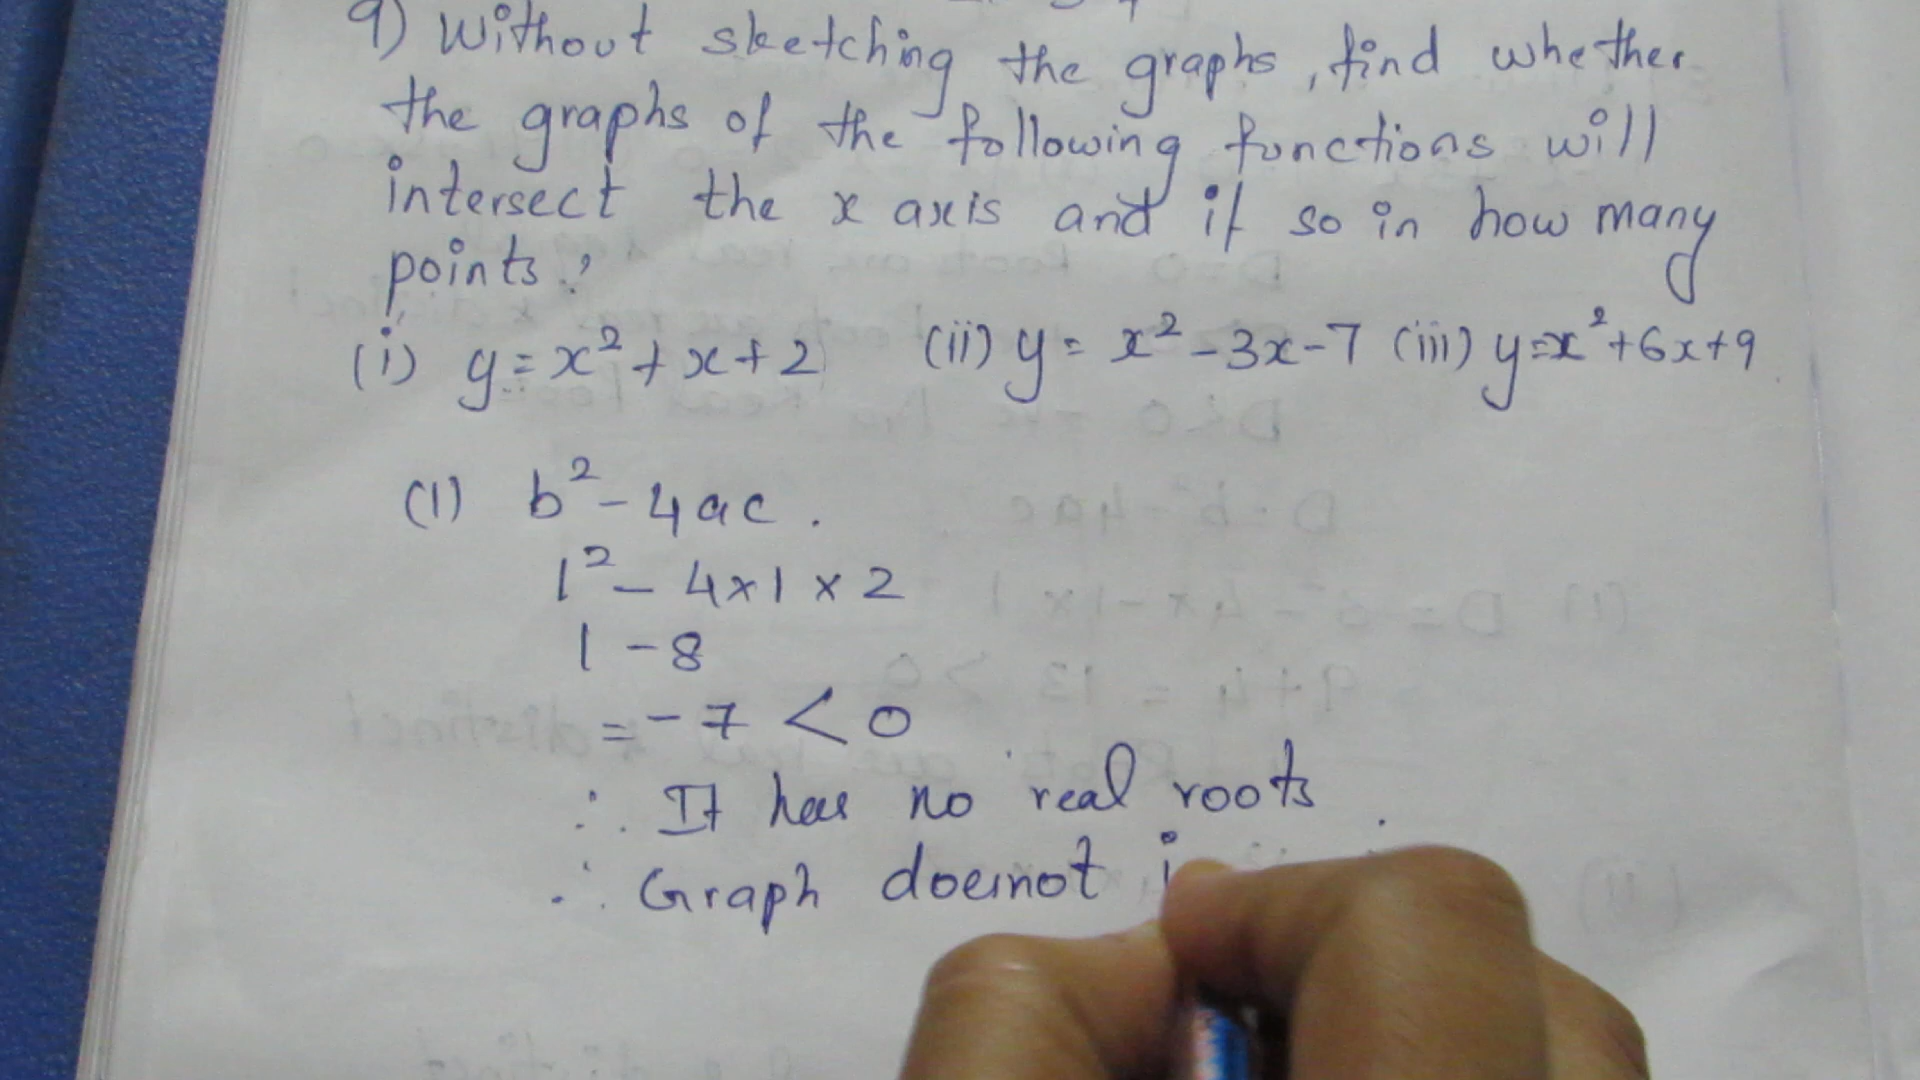 9) Without sketching the graphs, find whether
the graphs of the following functions will
intersect the x axis and if so in how many
points.
(i) y = x² + x + 2 (ii) y = x² - 3x - 7 (iii) y = x² + 6x + 9
(1) b² - 4ac.
1² - 4 x 1 x 2
1 - 8
= - 7 < 0
∴ It has no real roots
∴ Graph doesnot i